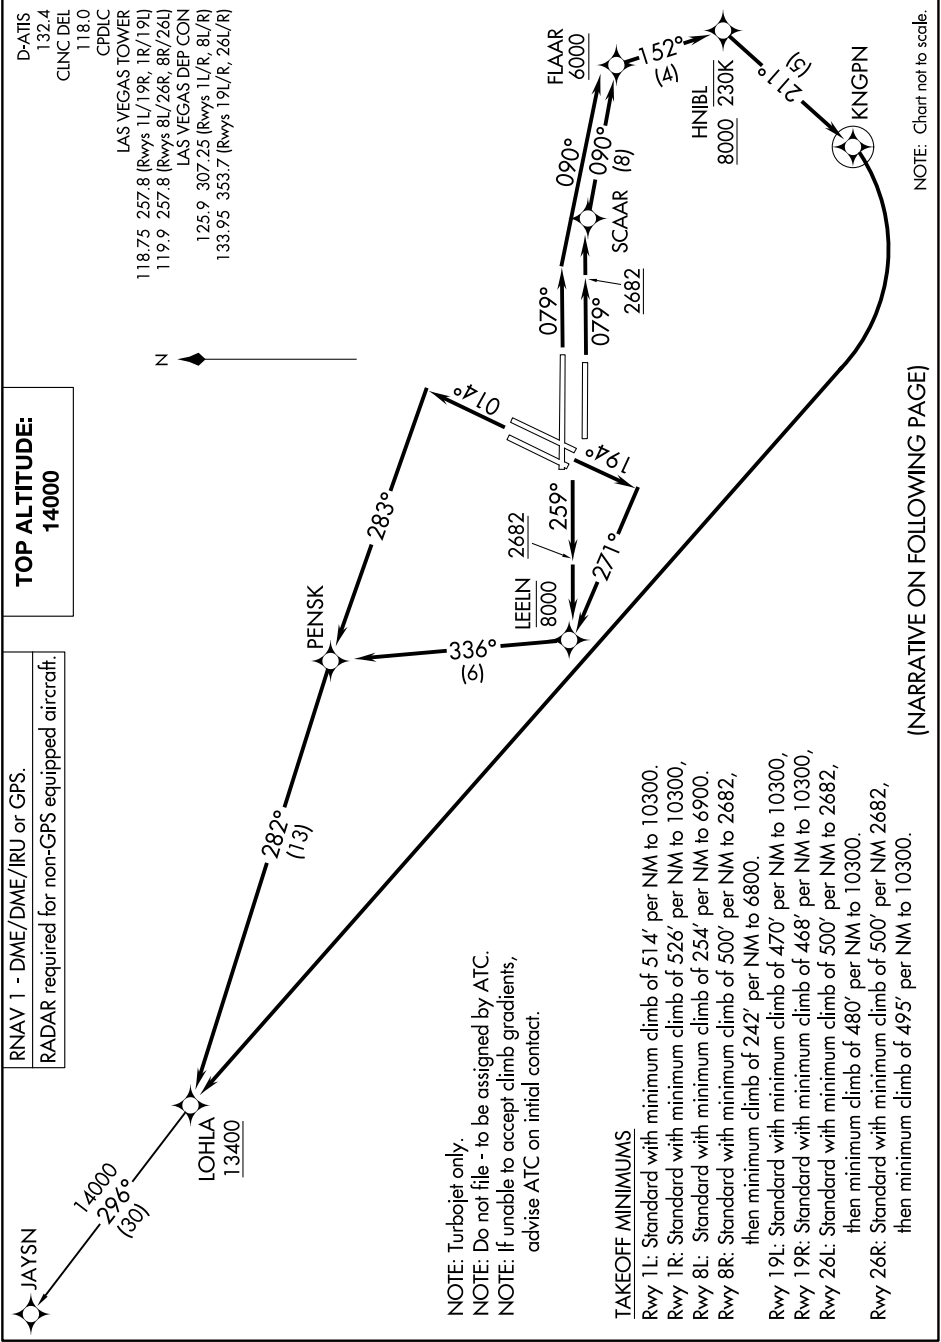 RNAV 1 - DME/DME/IRU or GPS.
RADAR required for non-GPS equipped aircraft.
TOP ALTITUDE:
14000
D-ATIS
132.4
CLNC DEL
118.0
CPDLC
LAS VEGAS TOWER
118.75 257.8 (Rwys 1L/19R, 1R/19L)
119.9 257.8 (Rwys 8L/26R, 8R/26L)
LAS VEGAS DEP CON
125.9 307.25 (Rwys 1L/R, 8L/R)
133.95 353.7 (Rwys 19L/R, 26L/R)
N
JAYSN
14000
296°
(30)
LOHLA
13400
282°
(13)
PENSK
283°
014°
336°
(6)
LEELN
8000
2682
259°
271°
194°
079°
079°
2682
090°
090°
(8)
SCAAR
FLAAR
6000
152°
(4)
HNIBL
8000 230K
211°
(5)
KNGPN
NOTE: Chart not to scale.
NOTE: Turbojet only.
NOTE: Do not file - to be assigned by ATC.
NOTE: If unable to accept climb gradients,
advise ATC on intial contact.
TAKEOFF MINIMUMS
Rwy 1L: Standard with minimum climb of 514' per NM to 10300.
Rwy 1R: Standard with minimum climb of 526' per NM to 10300,
Rwy 8L: Standard with minimum climb of 254' per NM to 6900.
Rwy 8R: Standard with minimum climb of 500' per NM to 2682,
then minimum climb of 242' per NM to 6800.
Rwy 19L: Standard with minimum climb of 470' per NM to 10300,
Rwy 19R: Standard with minimum climb of 468' per NM to 10300,
Rwy 26L: Standard with minimum climb of 500' per NM to 2682,
then minimum climb of 480' per NM to 10300.
Rwy 26R: Standard with minimum climb of 500' per NM 2682,
then minimum climb of 495' per NM to 10300.
(NARRATIVE ON FOLLOWING PAGE)